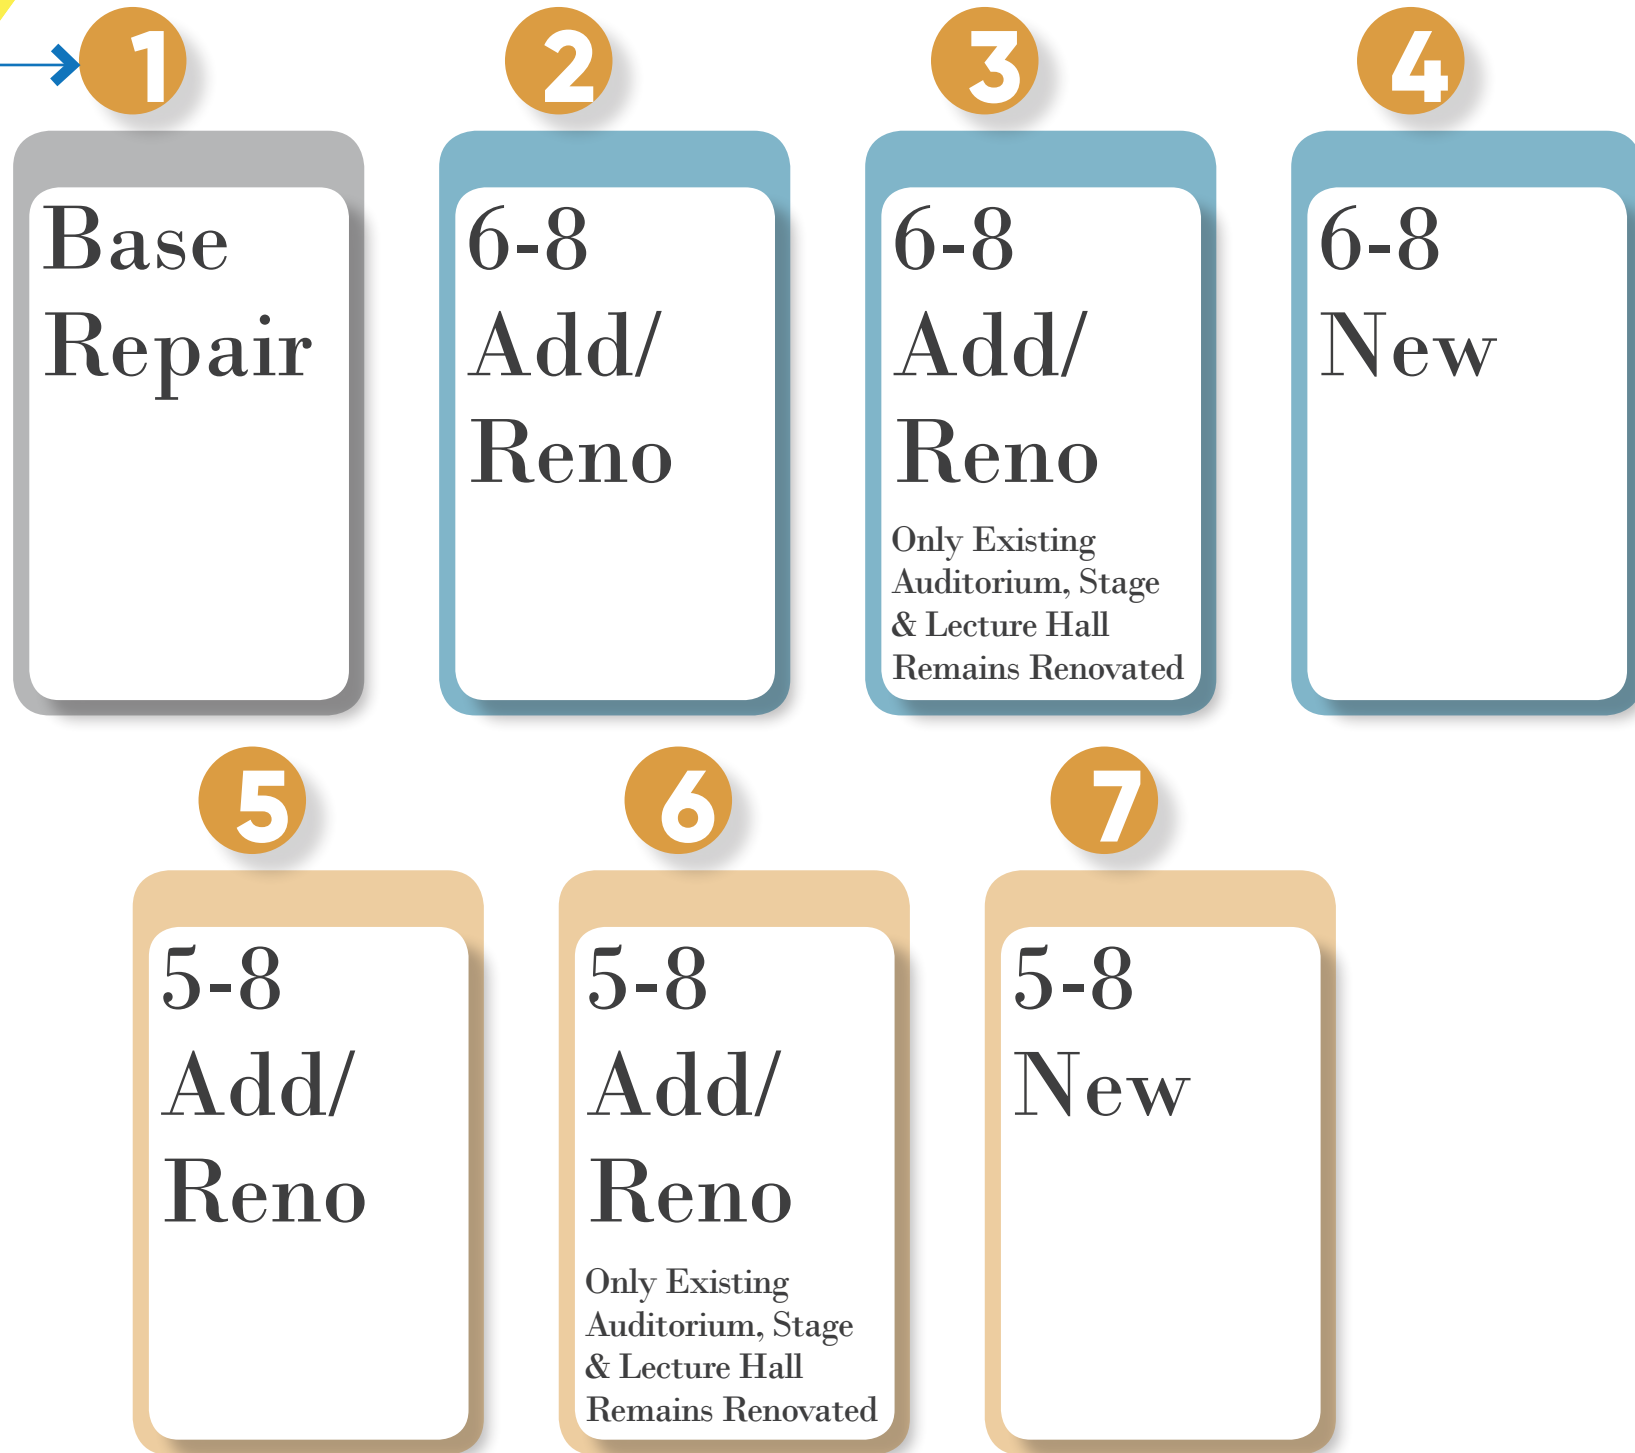 1
Base
Repair
2
6-8
Add/
Reno
3
6-8
Add/
Reno
Only Existing
Auditorium, Stage
& Lecture Hall
Remains Renovated
4
6-8
New
5
5-8
Add/
Reno
6
5-8
Add/
Reno
Only Existing
Auditorium, Stage
& Lecture Hall
Remains Renovated
7
5-8
New